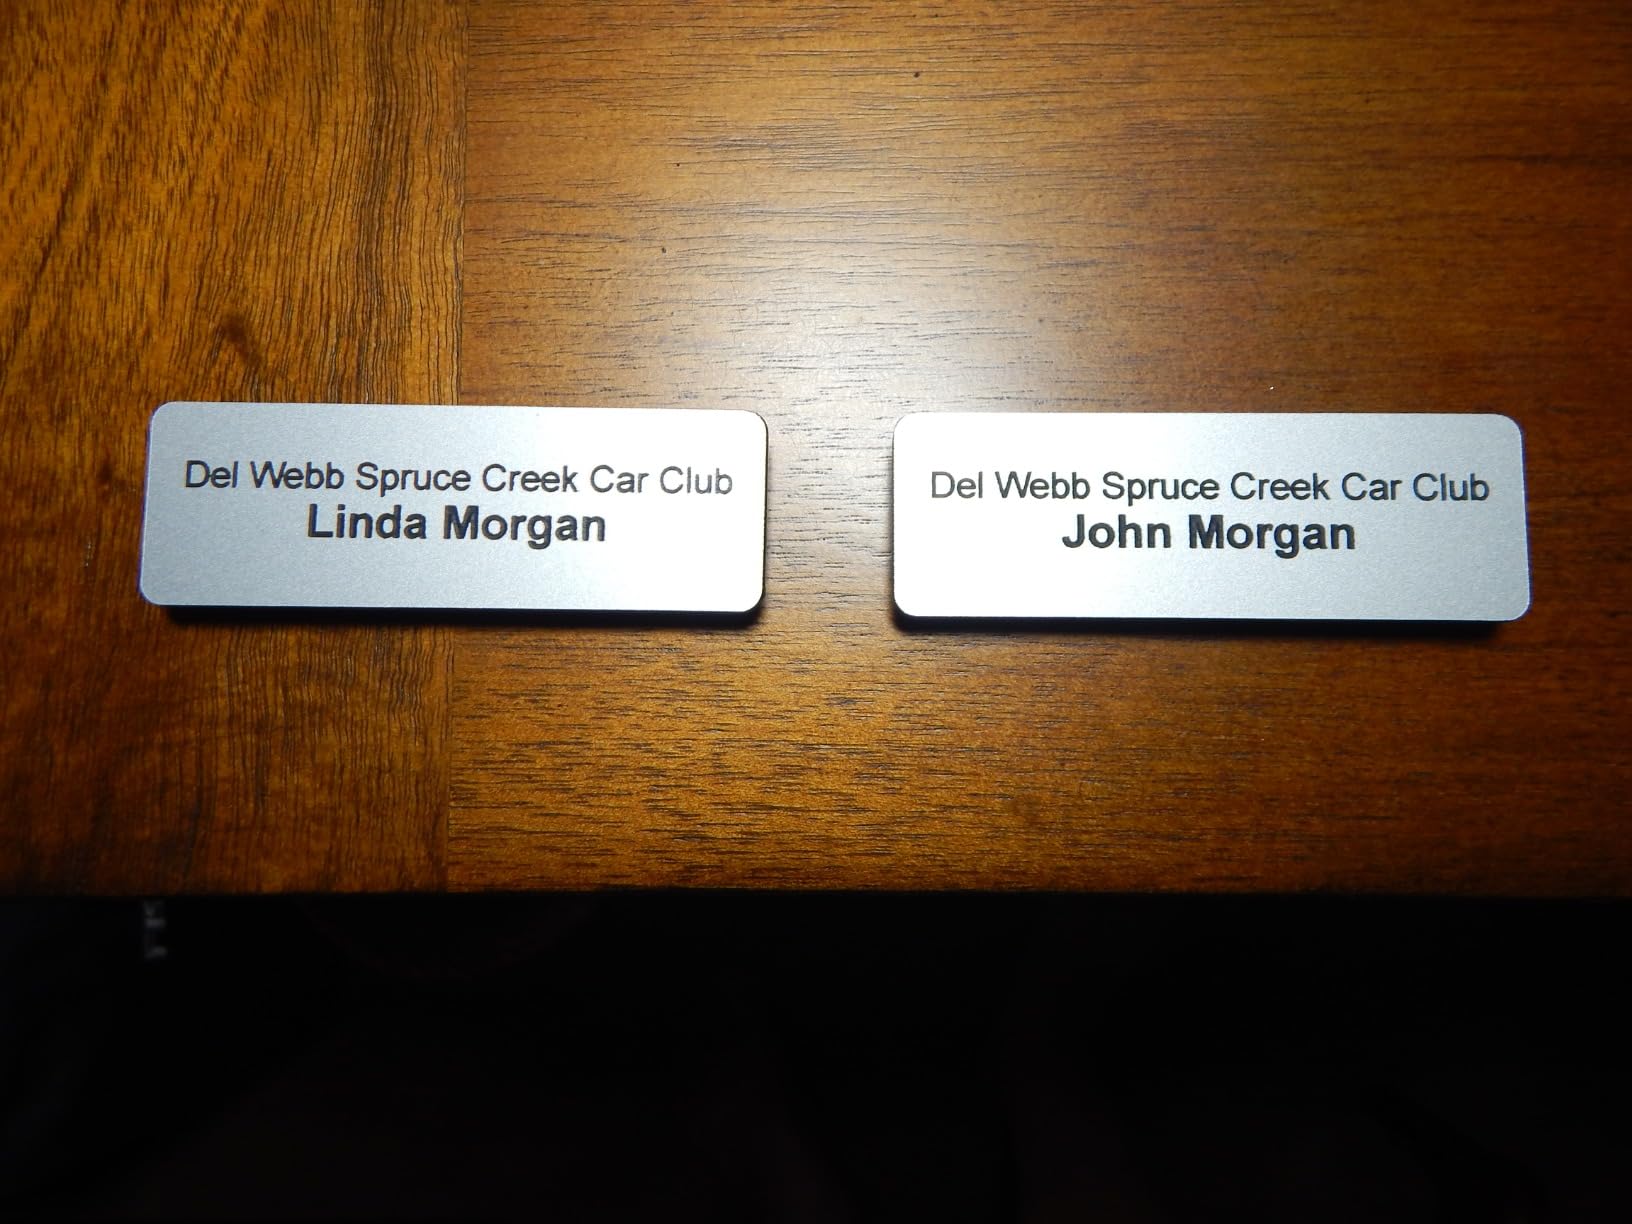 Del Webb Spruce Creek Car Club
Linda Morgan
Del Webb Spruce Creek Car Club
John Morgan